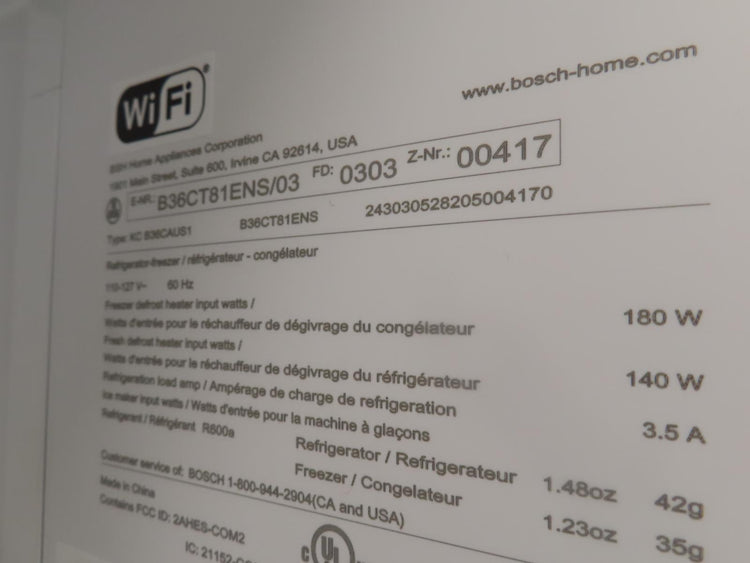 WiFi
www.bosch-home.com
BSH Home Appliances Corporation
1901 Main Street, Suite 600, Irvine CA 92614, USA
E-NR.: B36CT81ENS/03 FD: 0303 Z-Nr.: 00417
Type: KC B36CAUS1 B36CT81ENS 243030528205004170
Refrigerator-freezer / réfrigérateur - congélateur
110-127 V~ 60 Hz
Freezer defrost heater input watts /
Watts d'entrée pour le réchauffeur de dégivrage du congélateur 180 W
Fresh defrost heater input watts /
Watts d'entrée pour le réchauffeur de dégivrage du réfrigérateur 140 W
Refrigeration load amp / Ampérage de charge de refrigeration 3.5 A
Ice maker input watts / Watts d'entrée pour la machine à glaçons
Refrigerant / Réfrigérant R600a
Refrigerator / Refrigerateur 1.48oz 42g
Freezer / Congelateur 1.23oz 35g
Customer service of: BOSCH 1-800-944-2904(CA and USA)
Made in China
Contains FCC ID: 2AHES-COM2
IC: 21152-
c UL